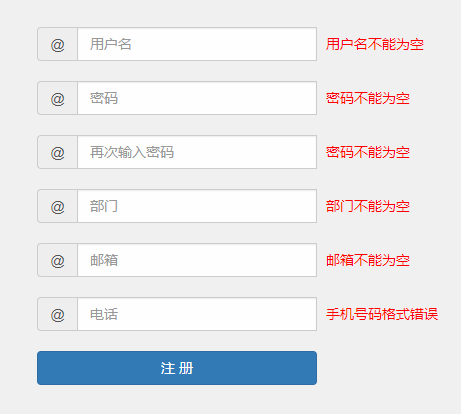 @ 用户名 用户名不能为空
@ 密码 密码不能为空
@ 再次输入密码 密码不能为空
@ 部门 部门不能为空
@ 邮箱 邮箱不能为空
@ 电话 手机号码格式错误
注 册